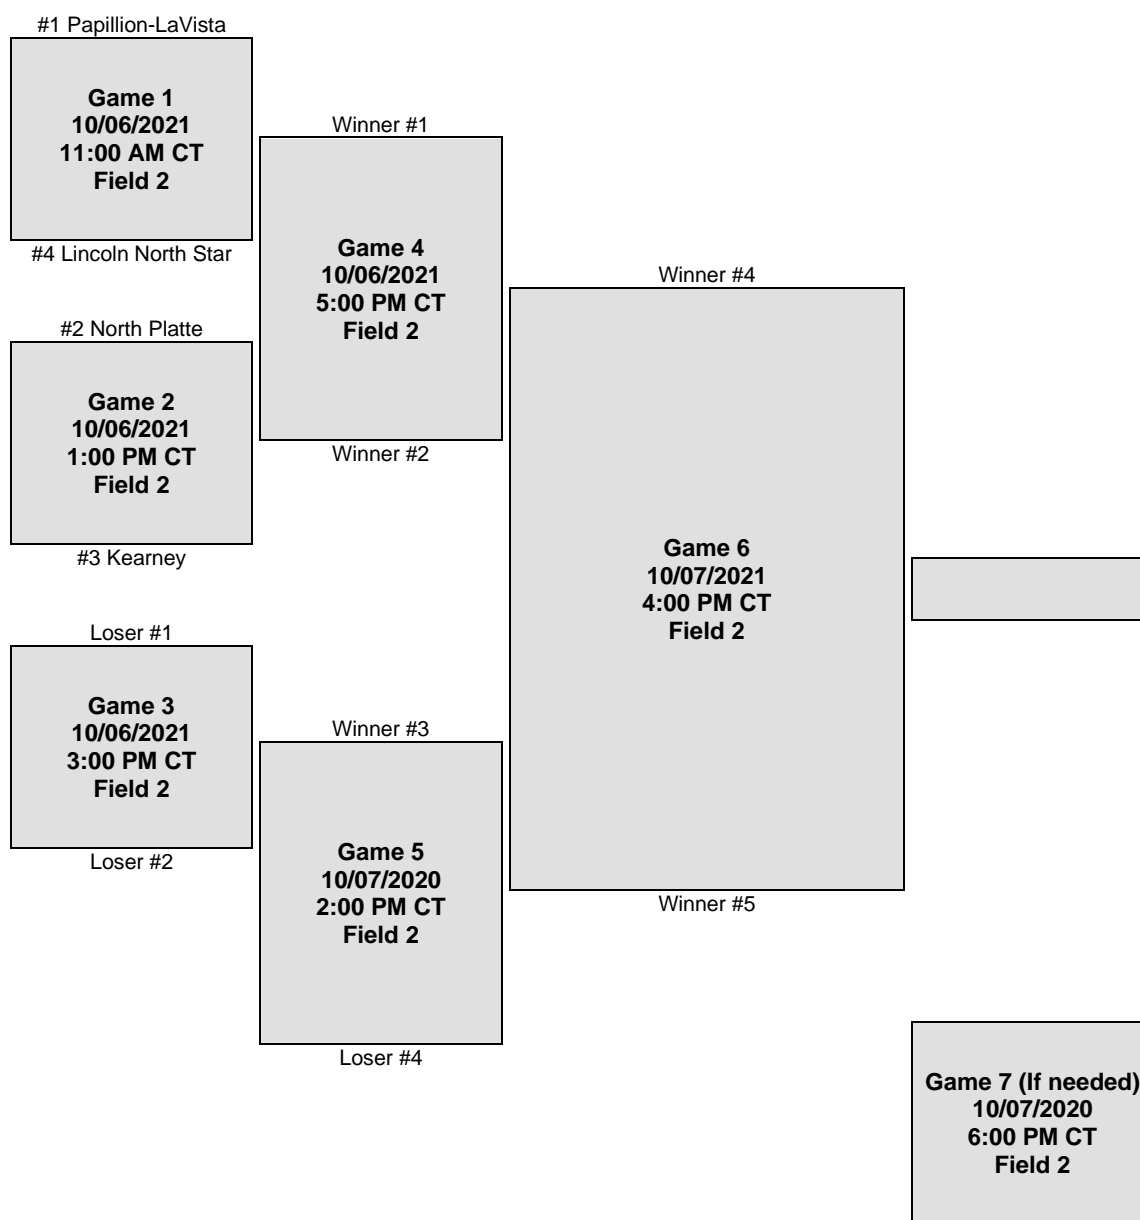 #1 Papillion-LaVista
Game 1
10/06/2021
11:00 AM CT
Field 2
#4 Lincoln North Star
#2 North Platte
Game 2
10/06/2021
1:00 PM CT
Field 2
#3 Kearney
Loser #1
Game 3
10/06/2021
3:00 PM CT
Field 2
Loser #2
Winner #1
Game 4
10/06/2021
5:00 PM CT
Field 2
Winner #2
Winner #3
Game 5
10/07/2020
2:00 PM CT
Field 2
Loser #4
Winner #4
Game 6
10/07/2021
4:00 PM CT
Field 2
Winner #5
Game 7 (If needed)
10/07/2020
6:00 PM CT
Field 2